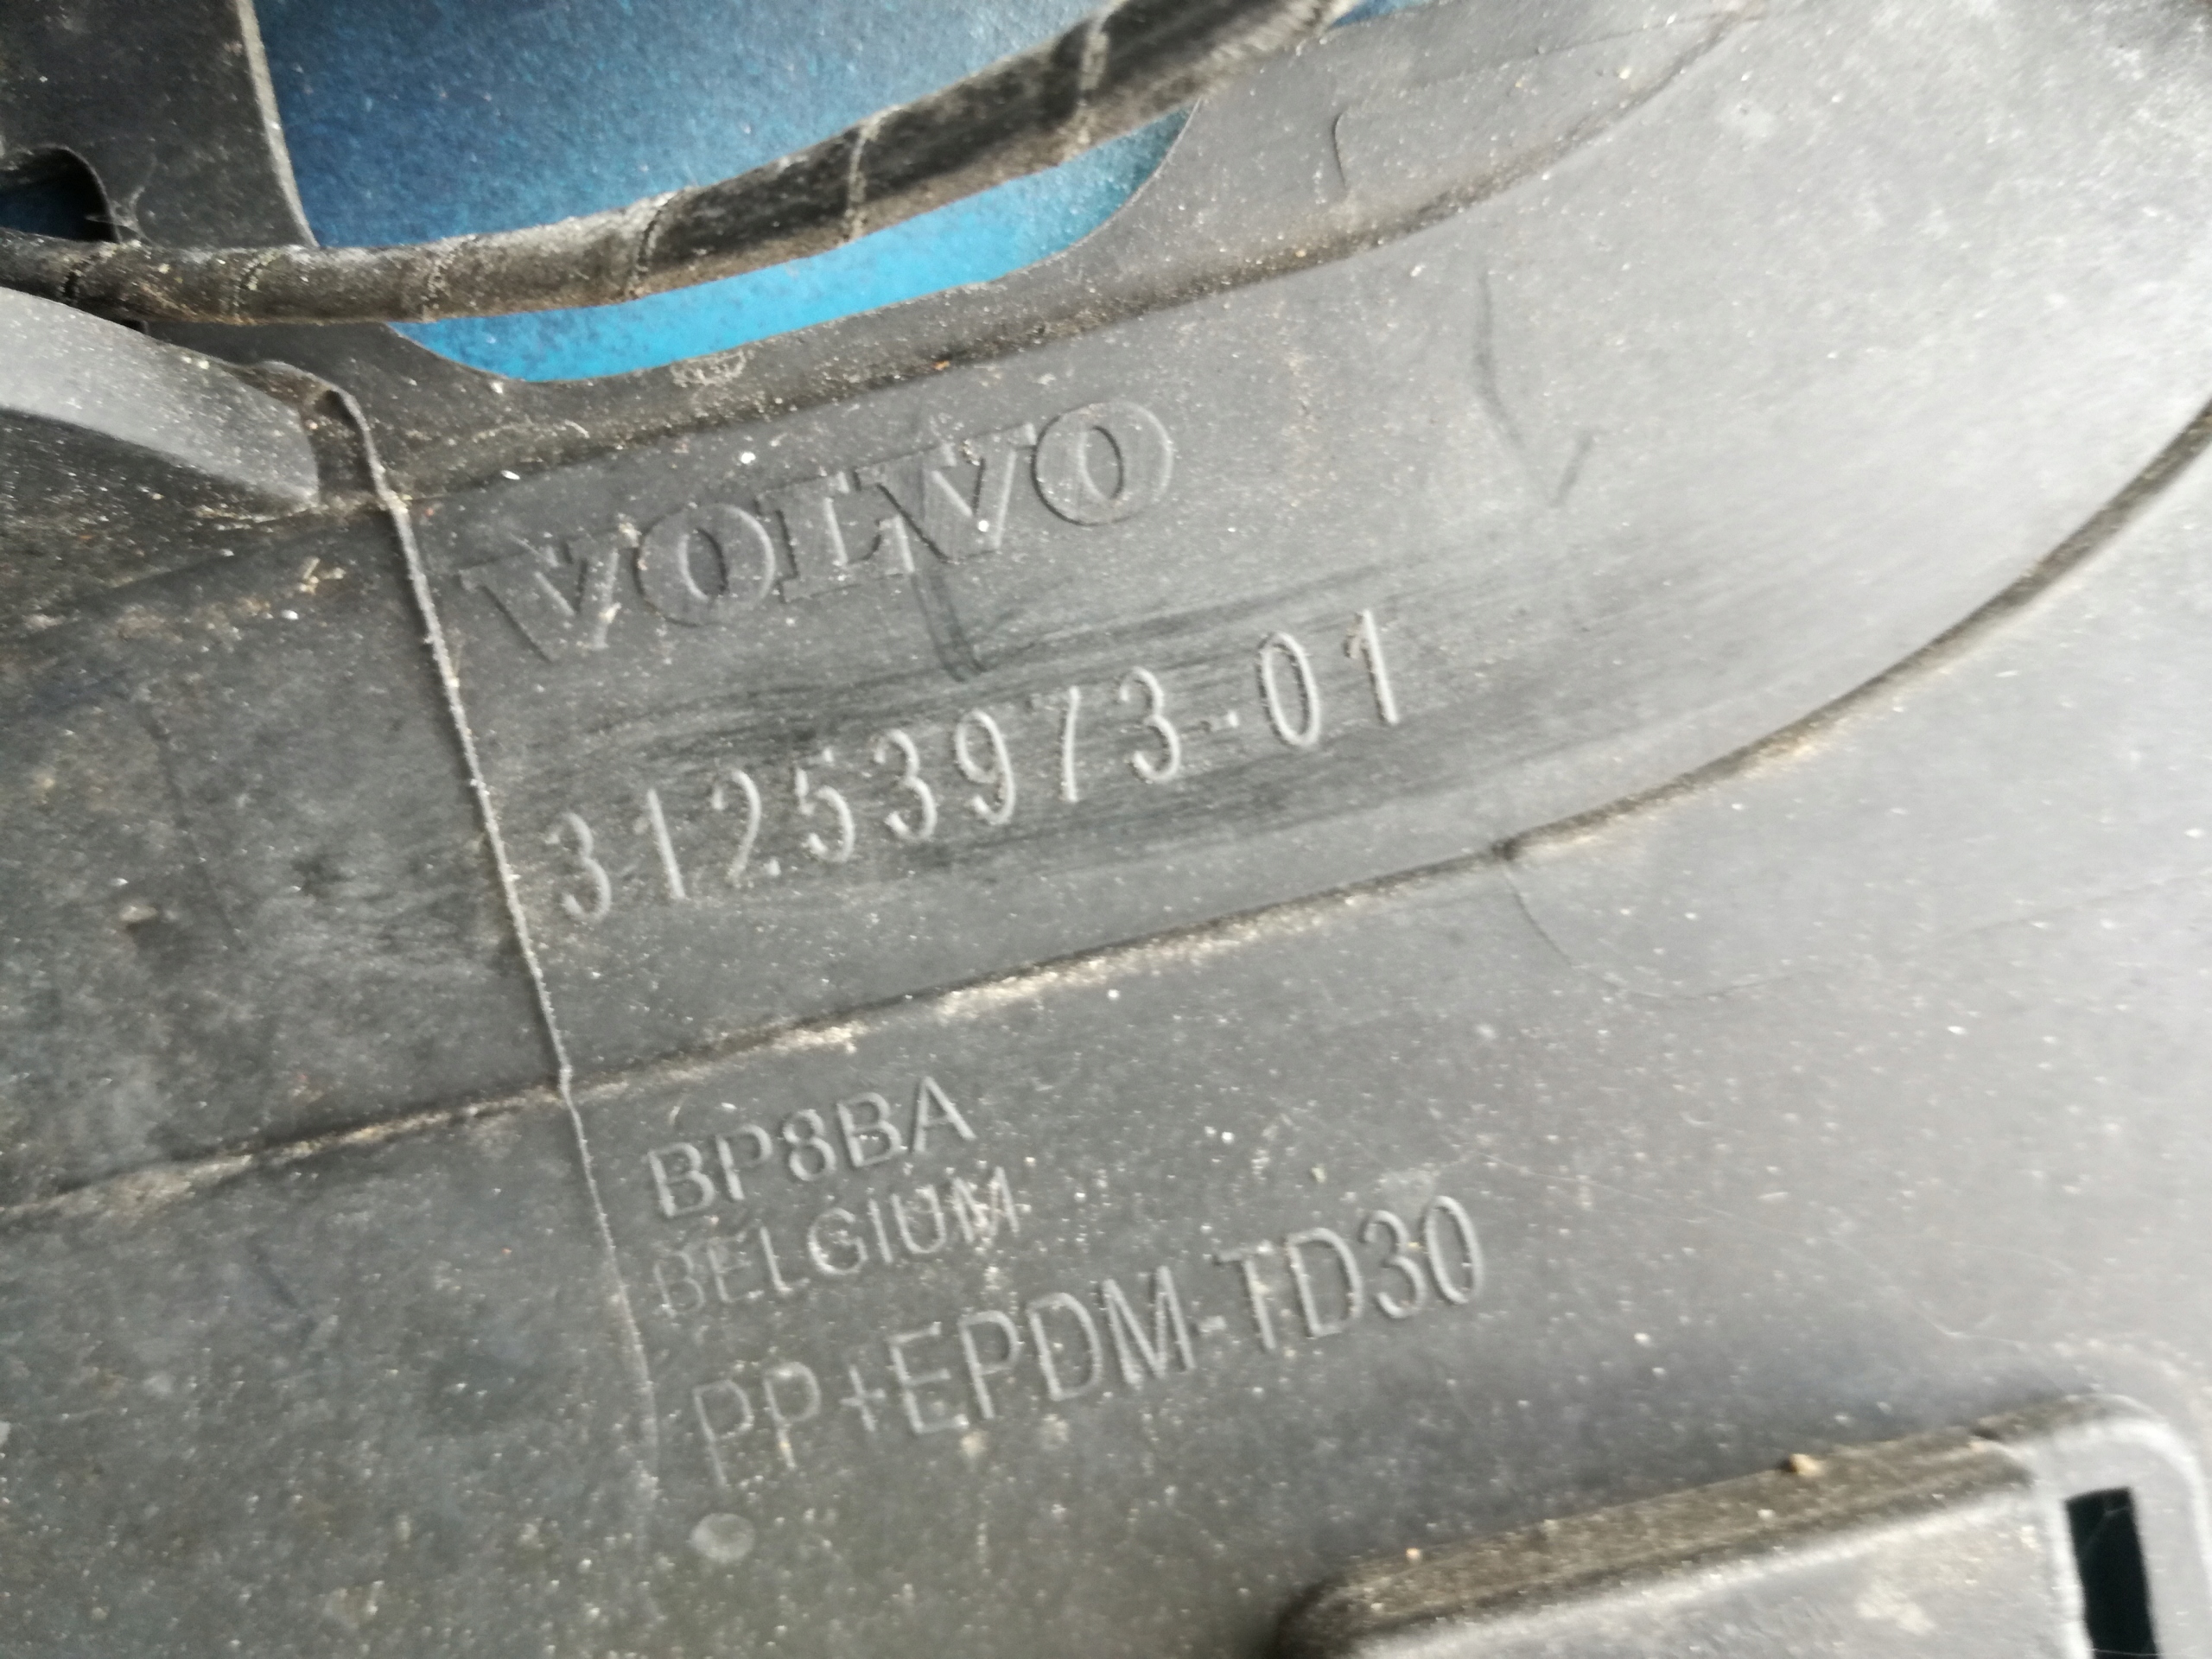 VOLVO
31253973-01
BP8BA
BELGIUM
PP+EPDM-TD30